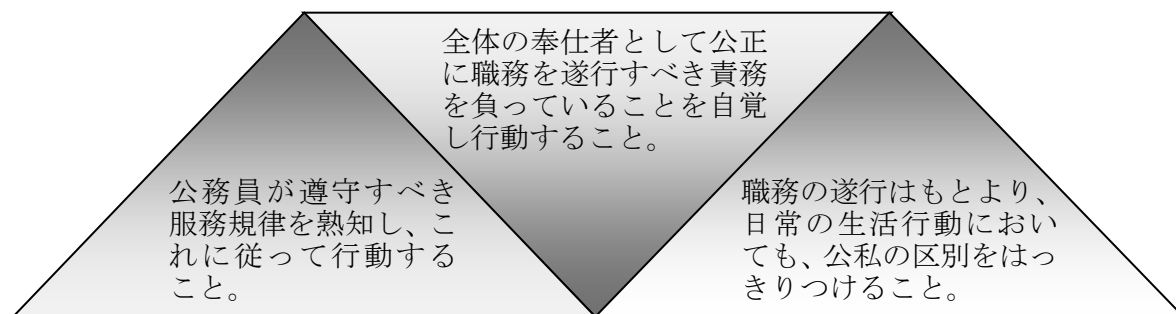 全体の奉仕者として公正
に職務を遂行すべき責務
を負っていることを自覚
し行動すること。
公務員が遵守すべき
服務規律を熟知し、こ
れに従って行動する
こと。
職務の遂行はもとより、
日常の生活行動におい
ても、公私の区別をはっ
きりつけること。